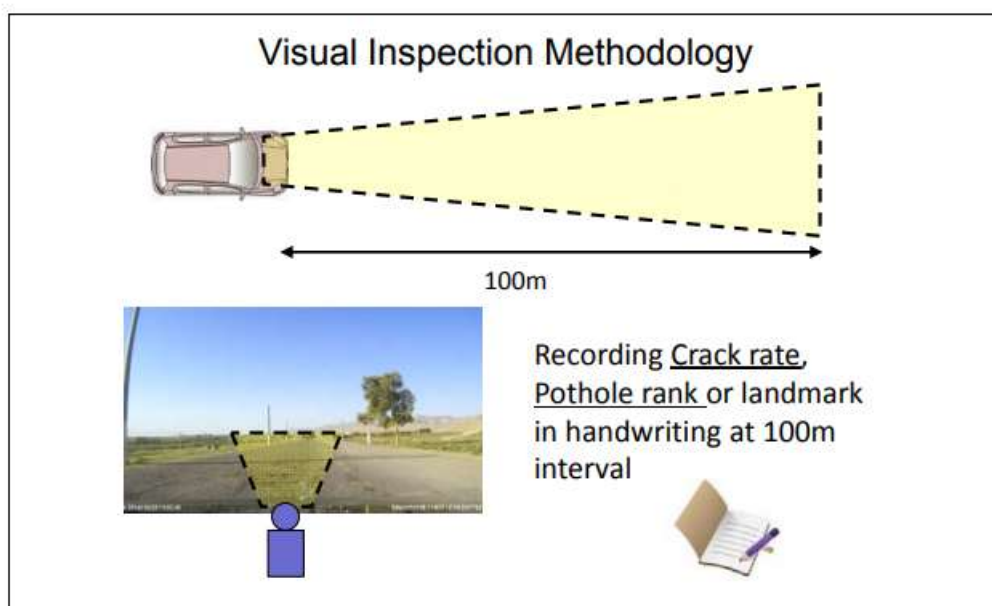 Visual Inspection Methodology
100m
Recording Crack rate,
Pothole rank or landmark
in handwriting at 100m
interval